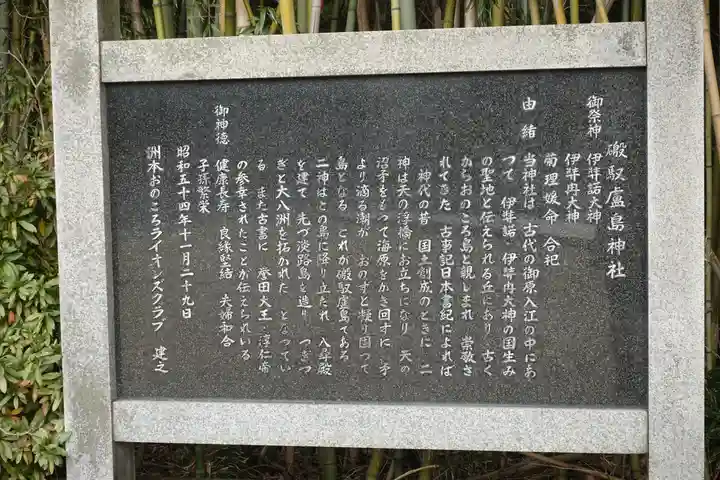 磤馭盧島神社
御祭神 伊弉諾大神
伊弉冉大神
菊理媛命 合祀
由緒 当神社は 古代の御原入江の中にあ
つて 伊弉諾・伊弉冉大神の国生み
の聖地と伝えられる丘にあり 古く
からおのころ島と親しまれ 崇敬さ
れてきた 古事記日本書紀によれば
神代の昔 国土創成のときに 二
神は天の浮橋にお立ちになり 天の
沼矛をもつて海原をかき回すに 矛
より滴る潮が おのずと凝り固つて
島となる これが磤馭盧島である
二神はこの島に降り立たれ 八尋殿
を建て 先づ淡路島を造り つぎつ
ぎと大八洲を拓かれた となつてい
る また古書に 誉田大王 淳仁帝
の参幸されたことが伝えられいる
御神徳 健康長寿 良縁堅結 夫婦和合
子孫繁栄
昭和五十四年十一月二十九日
洲本おのころライオンズクラブ 建之